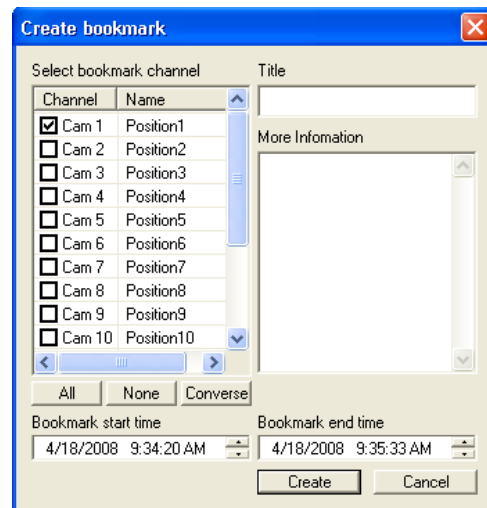 Create bookmark
Select bookmark channel
Title
Channel Name
Cam 1 Position1
Cam 2 Position2
Cam 3 Position3
Cam 4 Position4
Cam 5 Position5
Cam 6 Position6
Cam 7 Position7
Cam 8 Position8
Cam 9 Position9
Cam 10 Position10
More Infomation
All None Converse
Bookmark start time
4/18/2008 9:34:20 AM
Bookmark end time
4/18/2008 9:35:33 AM
Create Cancel